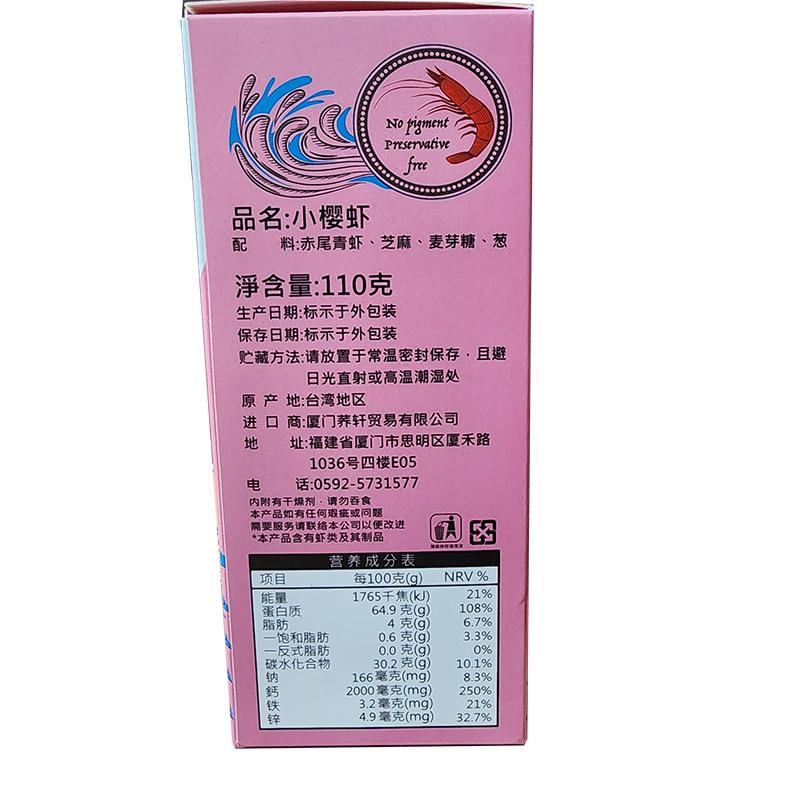 No pigment
Preservative
free
品名:小樱虾
配 料:赤尾青虾、芝麻、麦芽糖、葱
淨含量:110克
生产日期:标示于外包装
保存日期:标示于外包装
贮藏方法:请放置于常温密封保存，且避
日光直射或高温潮湿处
原 产 地:台湾地区
进 口 商:厦门荞轩贸易有限公司
地 址:福建省厦门市思明区厦禾路
1036号四楼E05
电 话:0592-5731577
内附有干燥剂，请勿吞食
本产品如有任何瑕疵或问题
需要服务请联络本公司以便改进
*本产品含有虾类及其制品
营养成分表
项目 每100克(g) NRV %
能量 1765千焦(kJ) 21%
蛋白质 64.9 克(g) 108%
脂肪 4 克(g) 6.7%
—饱和脂肪 0.6 克(g) 3.3%
—反式脂肪 0.0 克(g) 0%
碳水化合物 30.2 克(g) 10.1%
钠 166毫克(mg) 8.3%
鈣 2000毫克(mg) 250%
铁 3.2毫克(mg) 21%
锌 4.9毫克(mg) 32.7%